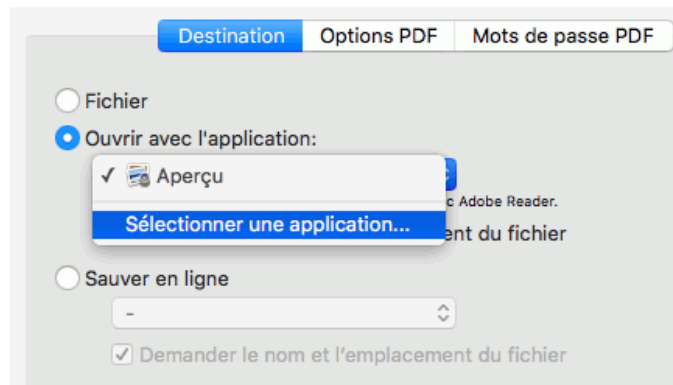 Destination Options PDF Mots de passe PDF
Fichier
Ouvrir avec l'application:
✓ Aperçu
c Adobe Reader.
Sélectionner une application...
ent du fichier
Sauver en ligne
-
Demander le nom et l'emplacement du fichier